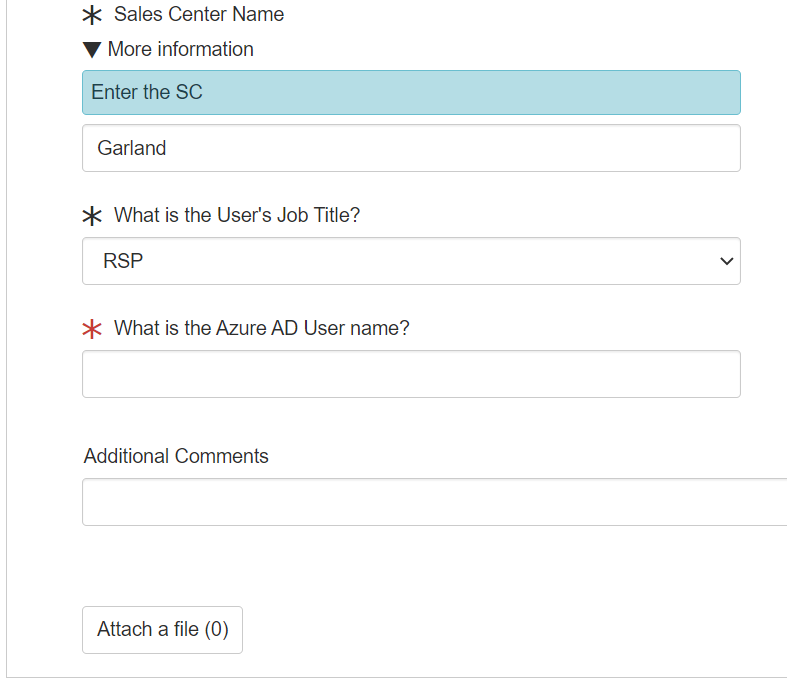 * Sales Center Name
▼ More information
Enter the SC
Garland
* What is the User's Job Title?
RSP
* What is the Azure AD User name?
Additional Comments
Attach a file (0)